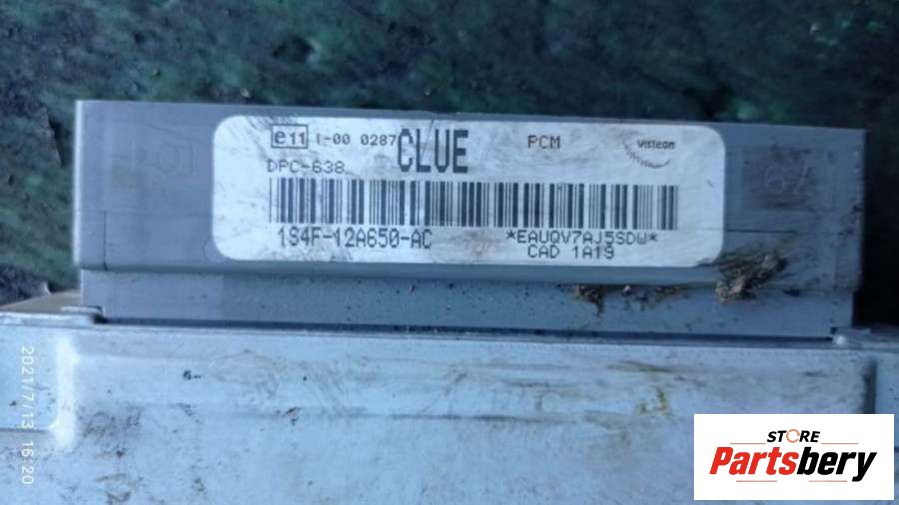 e11 1-00 0287 CLUE PCM Visteon
DPC-638
1S4F-12A650-AC *EAUQV7AJ5SDW*
CAD 1A19
2021/7/13 16:20
STORE
Partsbery